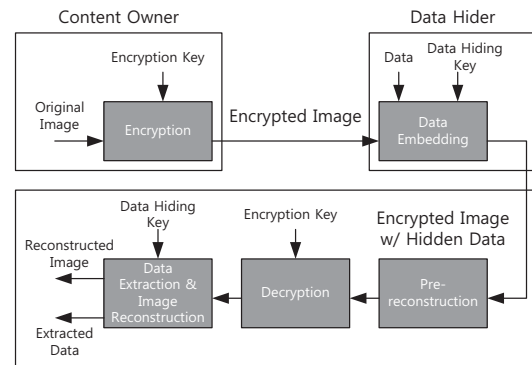 Content Owner
Data Hider
Encryption Key
Data
Data Hiding
Key
Original
Image
Encryption
Encrypted Image
Data
Embedding
Data Hiding
Key
Encryption Key
Encrypted Image
w/ Hidden Data
Reconstructed
Image
Data
Extraction &
Image
Reconstruction
Decryption
Pre-
reconstruction
Extracted
Data